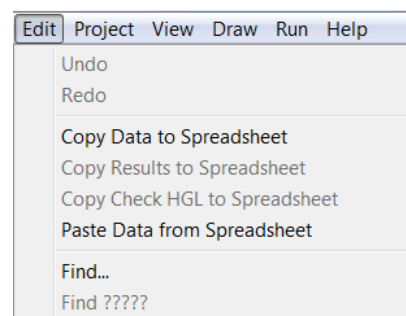 Edit Project View Draw Run Help
Undo
Redo
Copy Data to Spreadsheet
Copy Results to Spreadsheet
Copy Check HGL to Spreadsheet
Paste Data from Spreadsheet
Find...
Find ?????